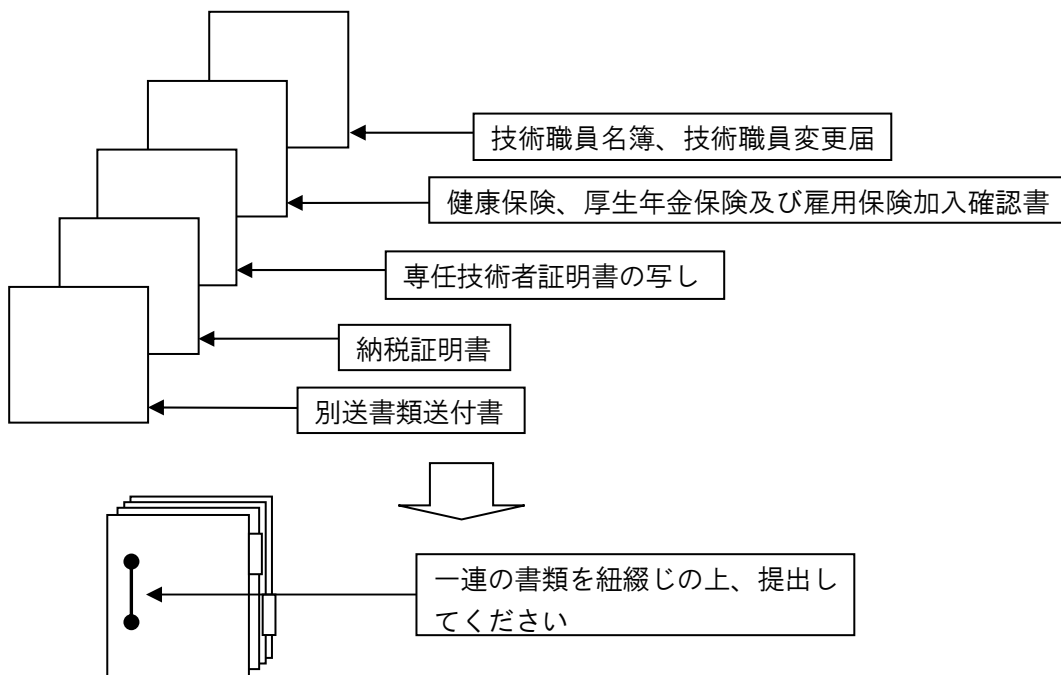 技術職員名簿、技術職員変更届
健康保険、厚生年金保険及び雇用保険加入確認書
専任技術者証明書の写し
納税証明書
別送書類送付書
一連の書類を紐綴じの上、提出し
てください